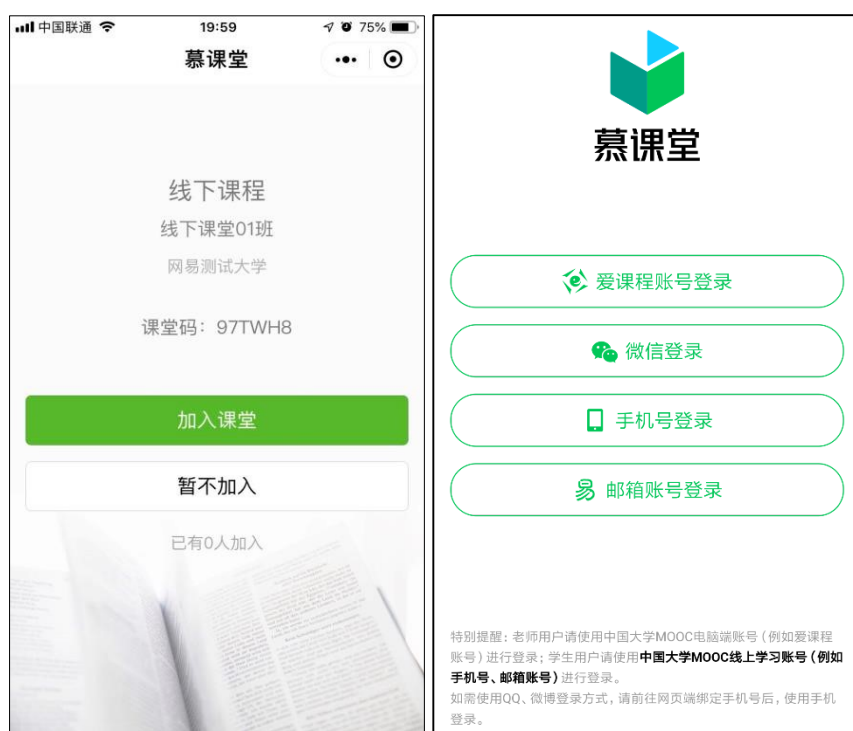 中国联通 19:59 75%
慕课堂
线下课程
线下课堂01班
网易测试大学
课堂码：97TWH8
加入课堂
暂不加入
已有0人加入
慕课堂
爱课程账号登录
微信登录
手机号登录
邮箱账号登录
特别提醒：老师用户请使用中国大学MOOC电脑端账号（例如爱课程
账号）进行登录；学生用户请使用中国大学MOOC线上学习账号（例如
手机号、邮箱账号）进行登录。
如需使用QQ、微博登录方式，请前往网页端绑定手机号后，使用手机
登录。